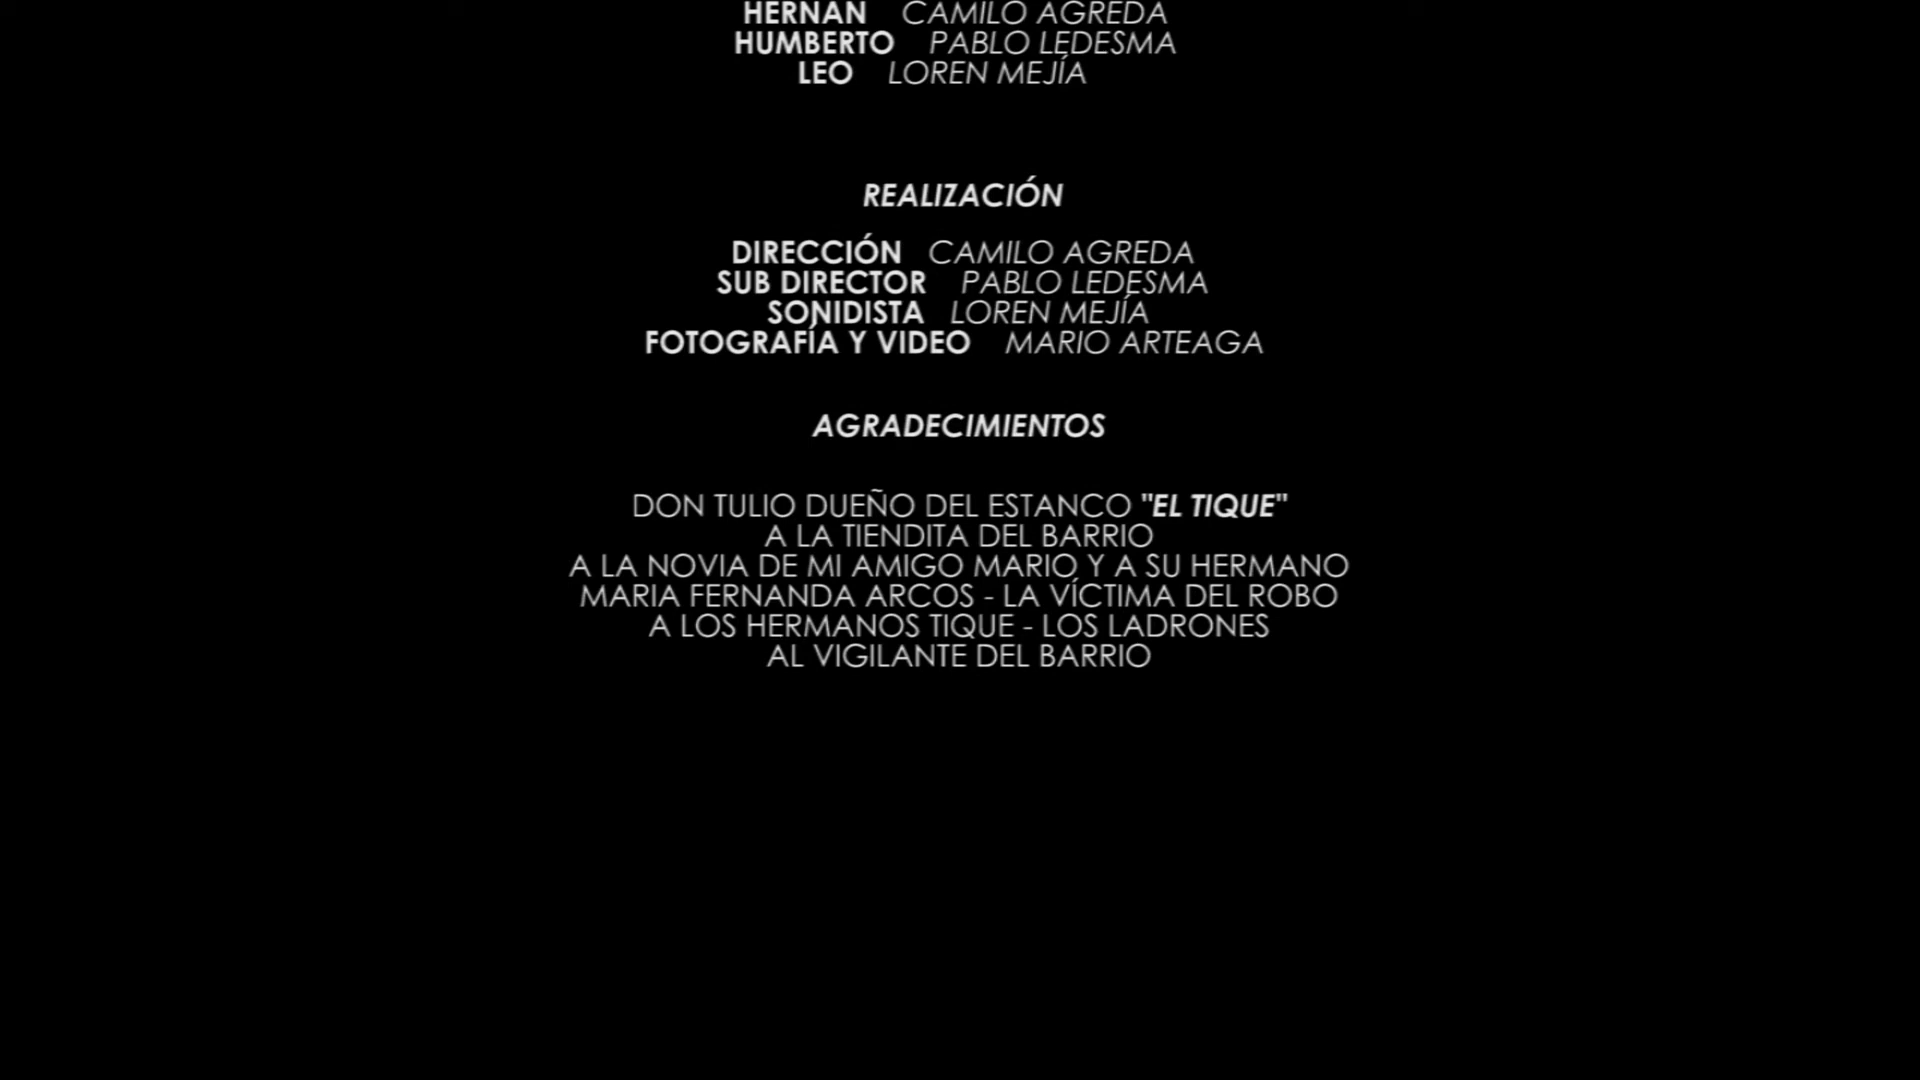 HERNAN CAMILO AGREDA
HUMBERTO PABLO LEDESMA
LEO LOREN MEJÍA
REALIZACIÓN
DIRECCIÓN CAMILO AGREDA
SUB DIRECTOR PABLO LEDESMA
SONIDISTA LOREN MEJÍA
FOTOGRAFÍA Y VIDEO MARIO ARTEAGA
AGRADECIMIENTOS
DON TULIO DUEÑO DEL ESTANCO "EL TIQUE"
A LA TIENDITA DEL BARRIO
A LA NOVIA DE MI AMIGO MARIO Y A SU HERMANO
MARIA FERNANDA ARCOS - LA VÍCTIMA DEL ROBO
A LOS HERMANOS TIQUE - LOS LADRONES
AL VIGILANTE DEL BARRIO